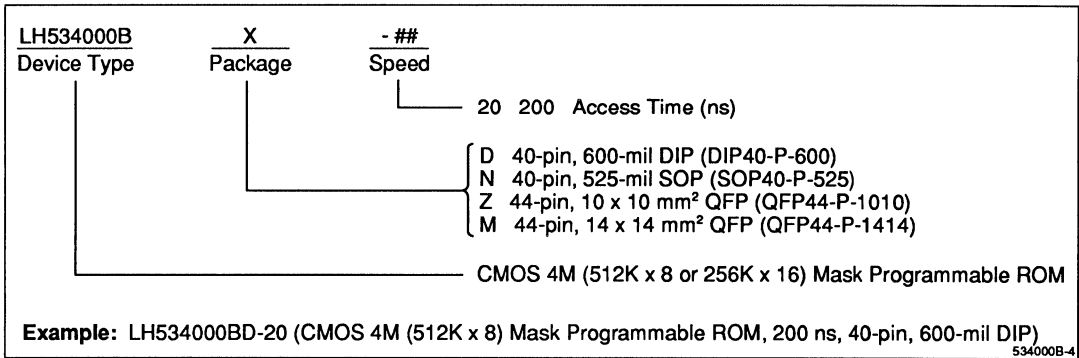 LH534000B X - ##
Device Type Package Speed
20 200 Access Time (ns)
D 40-pin, 600-mil DIP (DIP40-P-600)
N 40-pin, 525-mil SOP (SOP40-P-525)
Z 44-pin, 10 x 10 mm² QFP (QFP44-P-1010)
M 44-pin, 14 x 14 mm² QFP (QFP44-P-1414)
CMOS 4M (512K x 8 or 256K x 16) Mask Programmable ROM
Example: LH534000BD-20 (CMOS 4M (512K x 8) Mask Programmable ROM, 200 ns, 40-pin, 600-mil DIP)
534000B-4